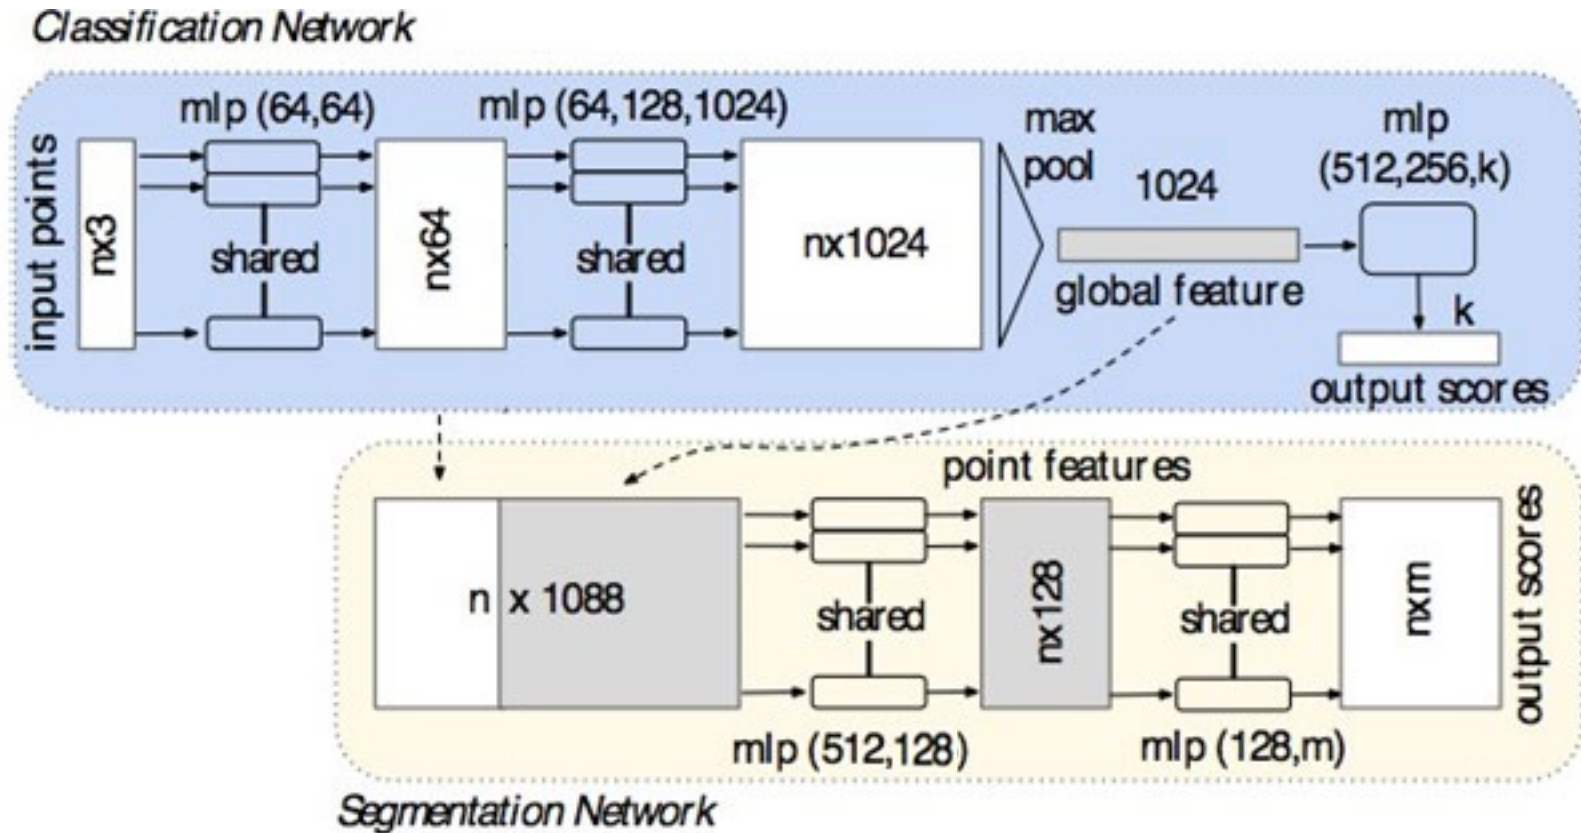 Classification Network
mlp (64,64)
mlp (64,128,1024)
max
pool
mlp
(512,256,k)
input points
nx3
shared
nx64
shared
nx1024
1024
global feature
k
output scores
point features
n x 1088
shared
nx128
shared
nxm
output scores
mlp (512,128)
mlp (128,m)
Segmentation Network